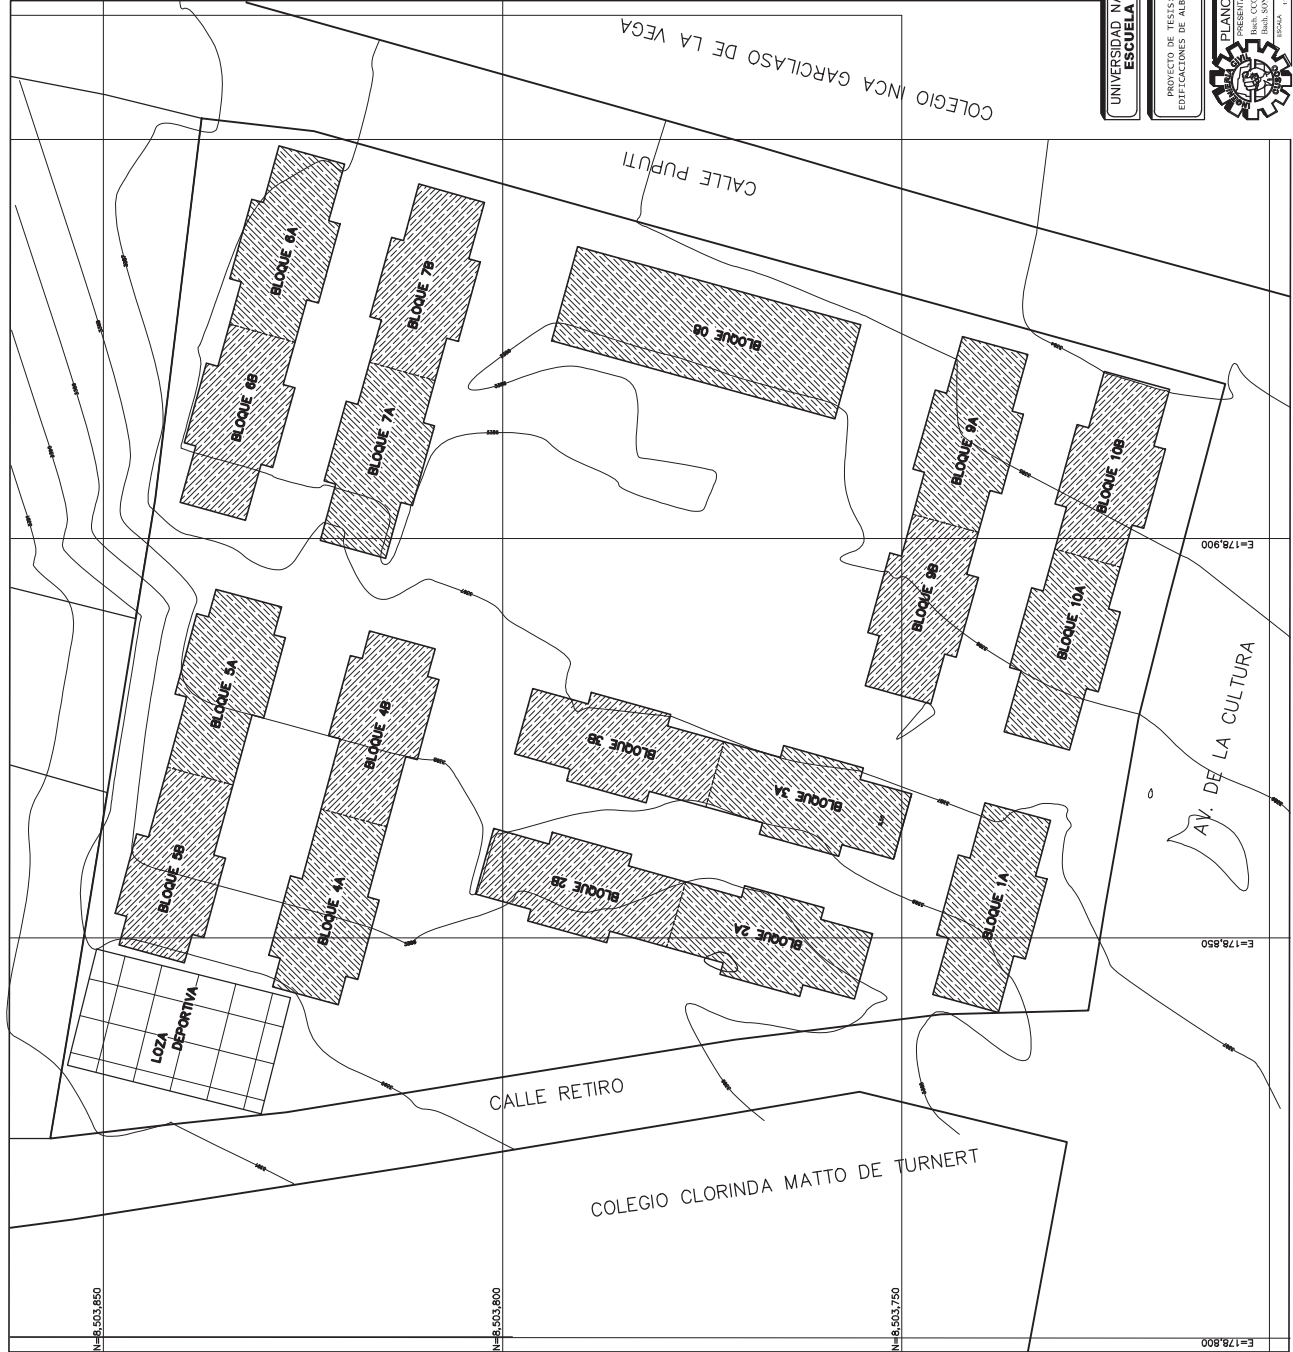 COLEGIO INCA GARCILASO DE LA VEGA
CALLE PUPUTI
UNIVERSIDAD
ESCUELA
PROYECTO DE TESIS:
EDIFICACIONES DE
INGENIERIA CIVIL
CUSCO
ESCALA
BLOQUE 6A
BLOQUE 7B
BLOQUE 08
BLOQUE 6B
BLOQUE 7A
BLOQUE 9A
BLOQUE 10B
E=178,900
BLOQUE 9B
BLOQUE 10A
BLOQUE 5A
BLOQUE 4B
BLOQUE 3B
BLOQUE 3A
AV. DE LA CULTURA
BLOQUE 5B
BLOQUE 4A
BLOQUE 2B
BLOQUE 2A
BLOQUE 1A
E=178,850
LOZA
DEPORTIVA
CALLE RETIRO
COLEGIO CLORINDA MATTO DE TURNERT
N=8,503,850
N=8,503,800
N=8,503,750
E=178,800